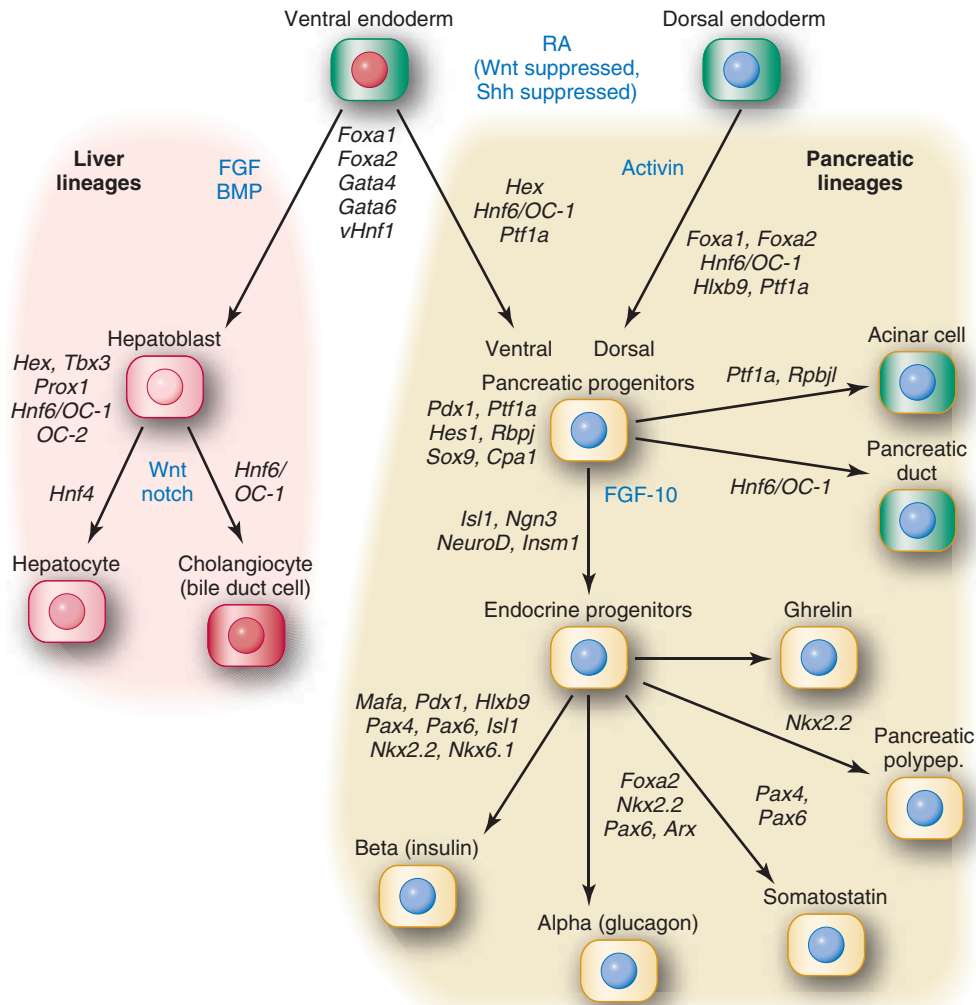 Ventral endoderm
Dorsal endoderm
RA
(Wnt suppressed,
Shh suppressed)
Liver
lineages
FGF
BMP
Foxa1
Foxa2
Gata4
Gata6
vHnf1
Hex
Hnf6/OC-1
Ptf1a
Activin
Pancreatic
lineages
Foxa1, Foxa2
Hnf6/OC-1
Hlxb9, Ptf1a
Hepatoblast
Hex, Tbx3
Prox1
Hnf6/OC-1
OC-2
Hnf4
Wnt
notch
Hnf6/
OC-1
Hepatocyte
Cholangiocyte
(bile duct cell)
Ventral
Dorsal
Pancreatic progenitors
Pdx1, Ptf1a
Hes1, Rbpj
Sox9, Cpa1
Ptf1a, Rpbjl
Acinar cell
Hnf6/OC-1
Pancreatic
duct
FGF-10
Isl1, Ngn3
NeuroD, Insm1
Endocrine progenitors
Ghrelin
Mafa, Pdx1, Hlxb9
Pax4, Pax6, Isl1
Nkx2.2, Nkx6.1
Nkx2.2
Pancreatic
polypep.
Foxa2
Nkx2.2
Pax6, Arx
Pax4,
Pax6
Beta (insulin)
Alpha (glucagon)
Somatostatin